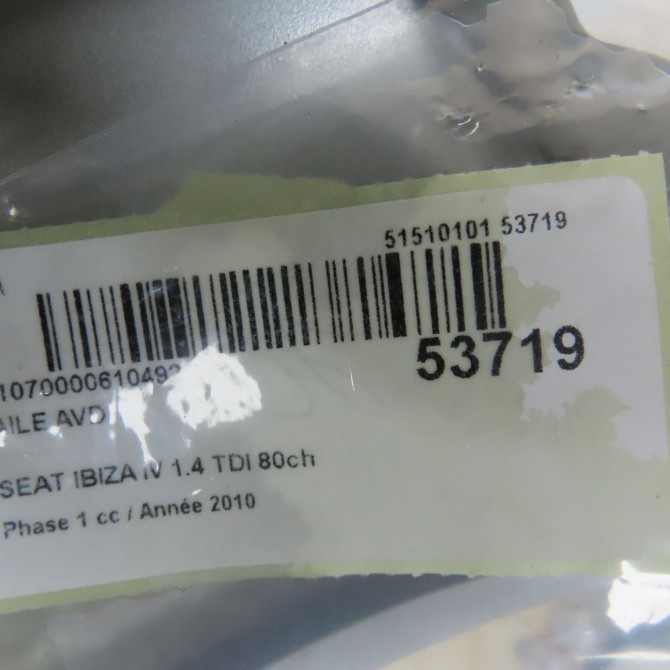 51510101 53719
53719
AILE AVD
SEAT IBIZA IV 1.4 TDI 80ch
Phase 1 cc / Année 2010